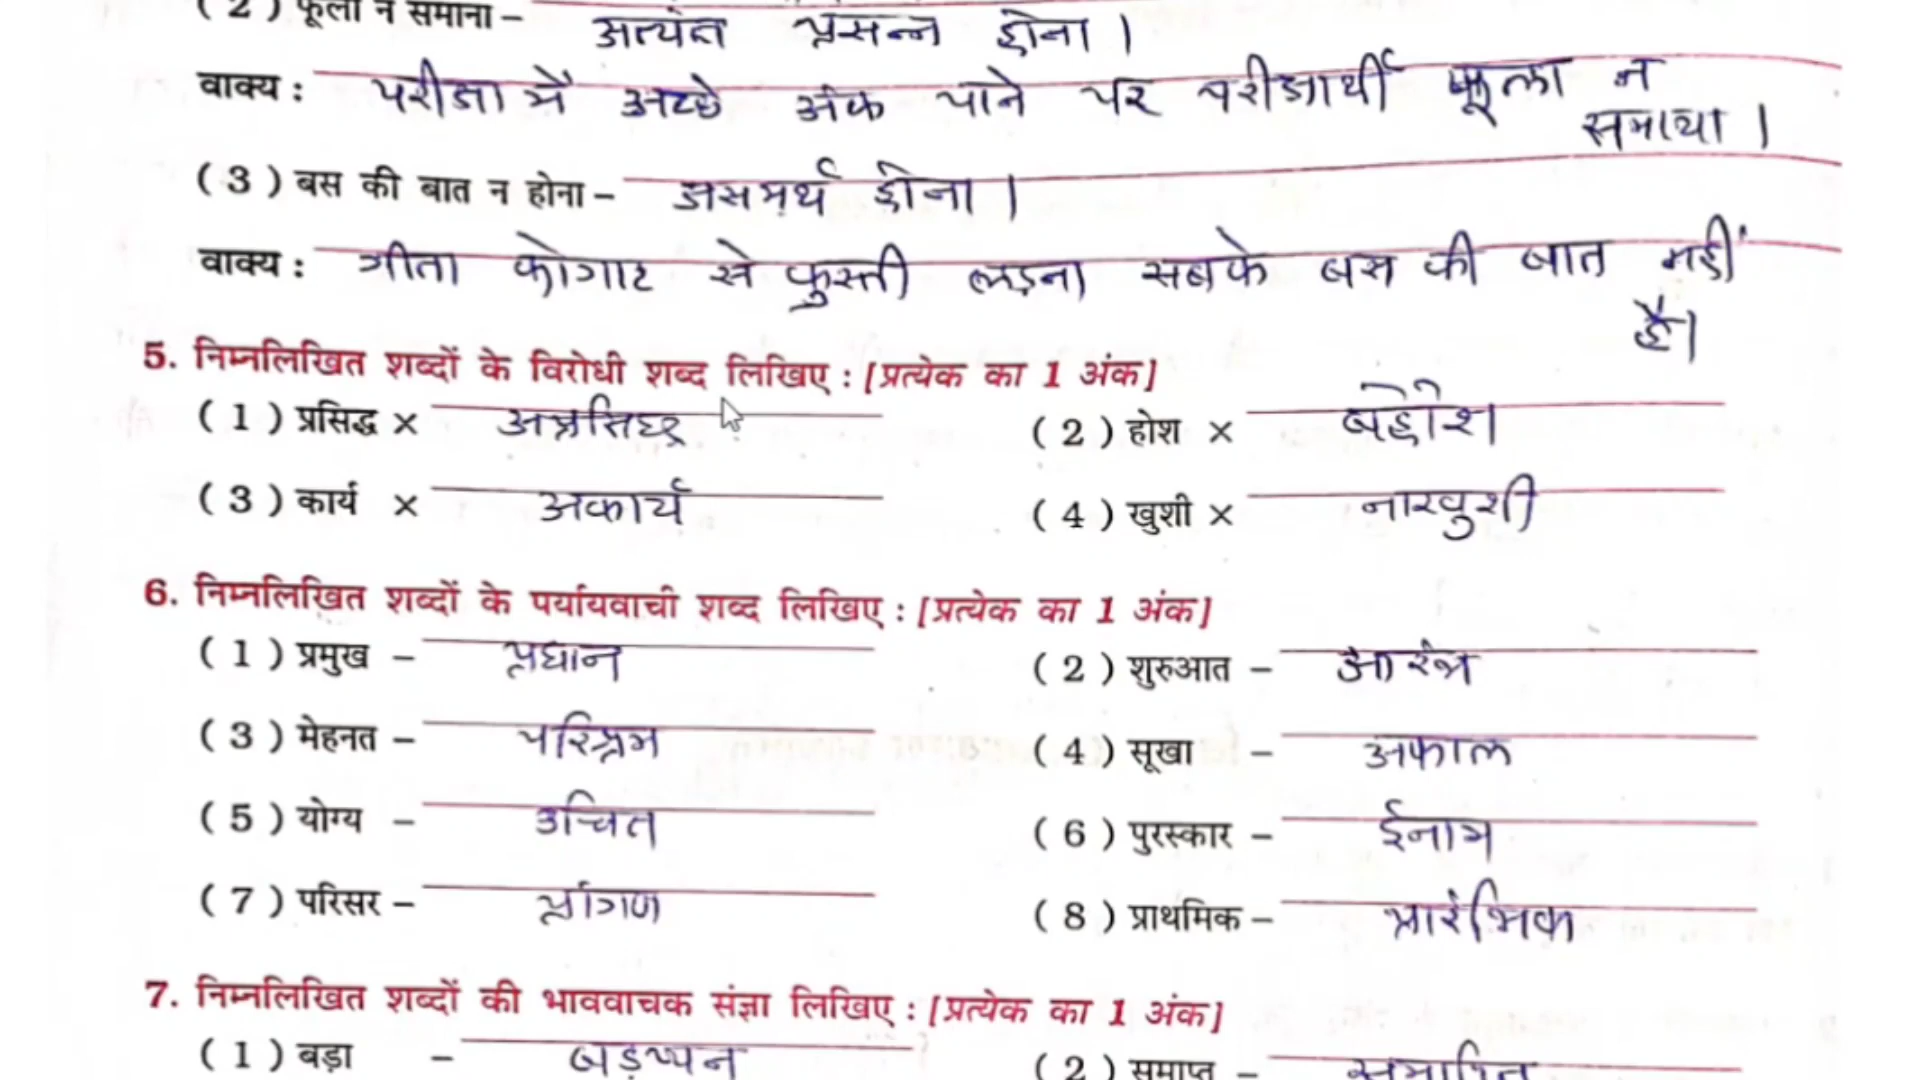 ( 2 ) फूला न समाना – अत्यंत प्रसन्न होना ।
वाक्य : परीक्षा में अच्छे अंक पाने पर परीक्षार्थी फूला न
समाया ।
( 3 ) बस की बात न होना – असमर्थ होना ।
वाक्य : गीता फोगाट से कुस्ती लड़ना सबके बस की बात नहीं
है।
5. निम्नलिखित शब्दों के विरोधी शब्द लिखिए : [प्रत्येक का 1 अंक]
( 1 ) प्रसिद्ध × अप्रसिद्ध ( 2 ) होश × बेहोश
( 3 ) कार्य × अकार्य ( 4 ) खुशी × नाखुशी
6. निम्नलिखित शब्दों के पर्यायवाची शब्द लिखिए : [प्रत्येक का 1 अंक]
( 1 ) प्रमुख – प्रधान ( 2 ) शुरुआत – आरंभ
( 3 ) मेहनत – परिश्रम ( 4 ) सूखा – अकाल
( 5 ) योग्य – उचित ( 6 ) पुरस्कार – ईनाम
( 7 ) परिसर – प्रांगण ( 8 ) प्राथमिक – प्रारंभिक
7. निम्नलिखित शब्दों की भाववाचक संज्ञा लिखिए : [प्रत्येक का 1 अंक]
( 1 ) बड़ा – बड़प्पन ( 2 ) समाप्त – समाप्ति